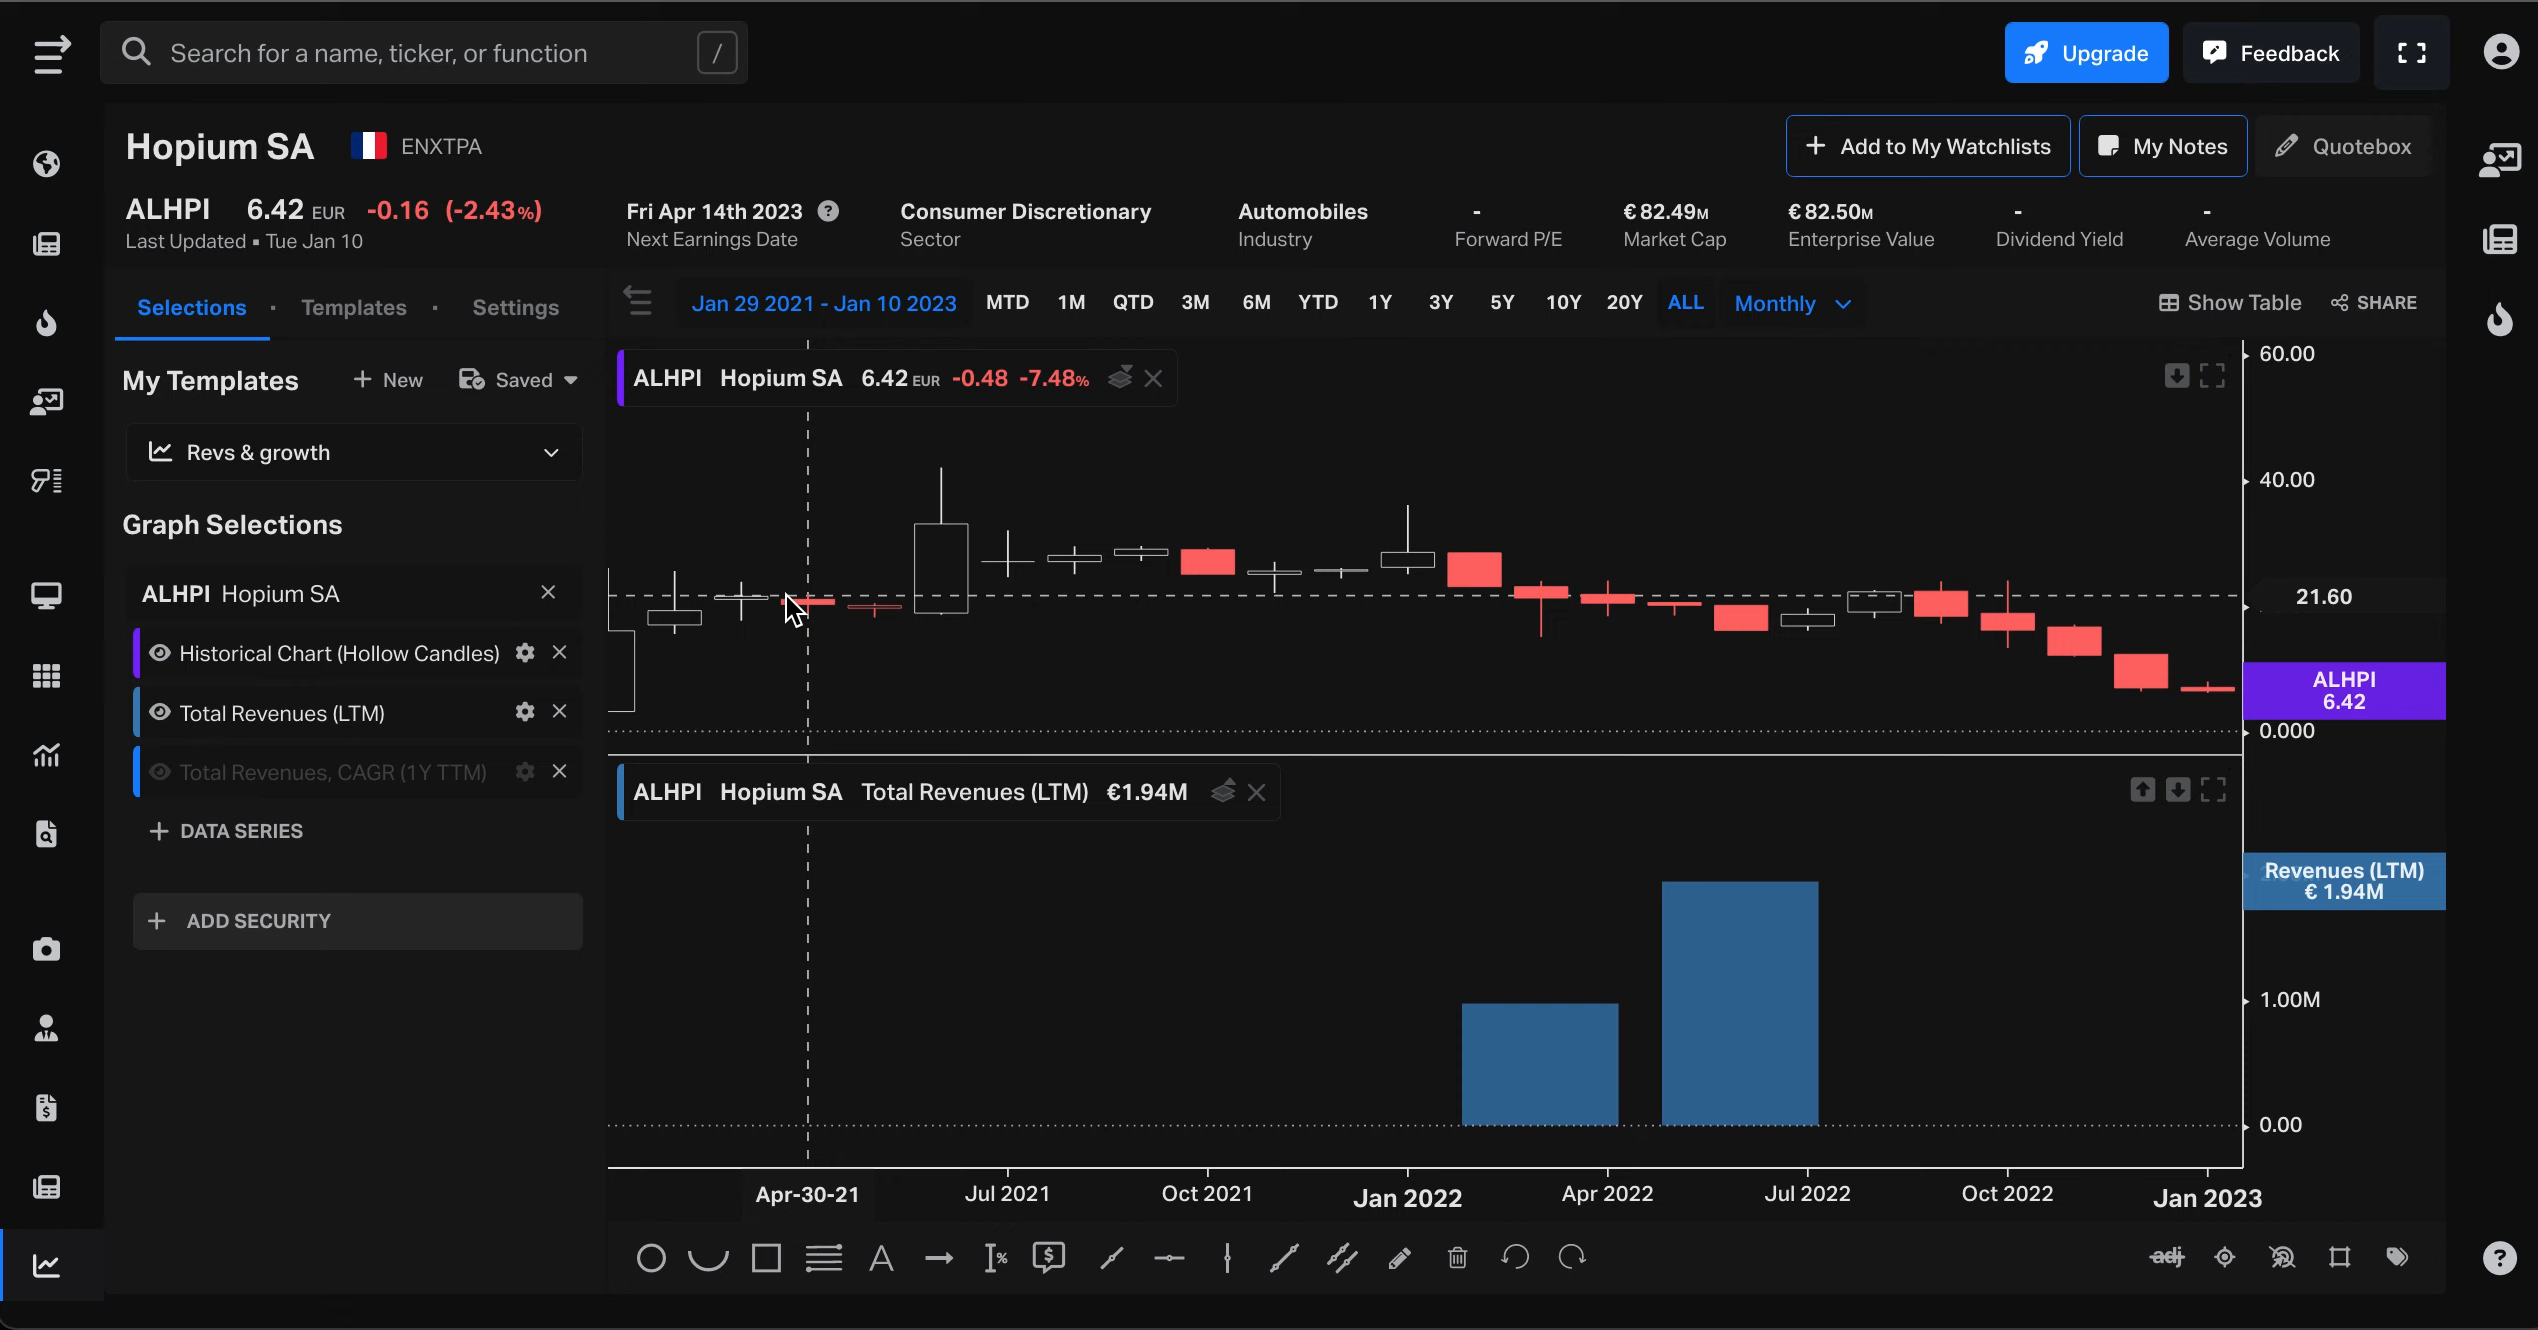 Search for a name, ticker, or function /
Upgrade Feedback
Hopium SA ENXTPA
+ Add to My Watchlists My Notes Quotebox
ALHPI 6.42 EUR -0.16 (-2.43%)
Last Updated ▪ Tue Jan 10
Fri Apr 14th 2023 ?
Next Earnings Date
Consumer Discretionary
Sector
Automobiles
Industry
-
Forward P/E
€ 82.49M
Market Cap
€ 82.50M
Enterprise Value
-
Dividend Yield
-
Average Volume
Selections · Templates · Settings
Jan 29 2021 - Jan 10 2023 MTD 1M QTD 3M 6M YTD 1Y 3Y 5Y 10Y 20Y ALL Monthly
Show Table SHARE
My Templates + New Saved
Revs & growth
Graph Selections
ALHPI Hopium SA
Historical Chart (Hollow Candles)
Total Revenues (LTM)
Total Revenues, CAGR (1Y TTM)
+ DATA SERIES
+ ADD SECURITY
ALHPI Hopium SA 6.42 EUR -0.48 -7.48%
60.00
40.00
21.60
ALHPI
6.42
0.000
ALHPI Hopium SA Total Revenues (LTM) €1.94M
Revenues (LTM)
€ 1.94M
1.00M
0.00
Apr-30-21 Jul 2021 Oct 2021 Jan 2022 Apr 2022 Jul 2022 Oct 2022 Jan 2023
A % $ adj ?